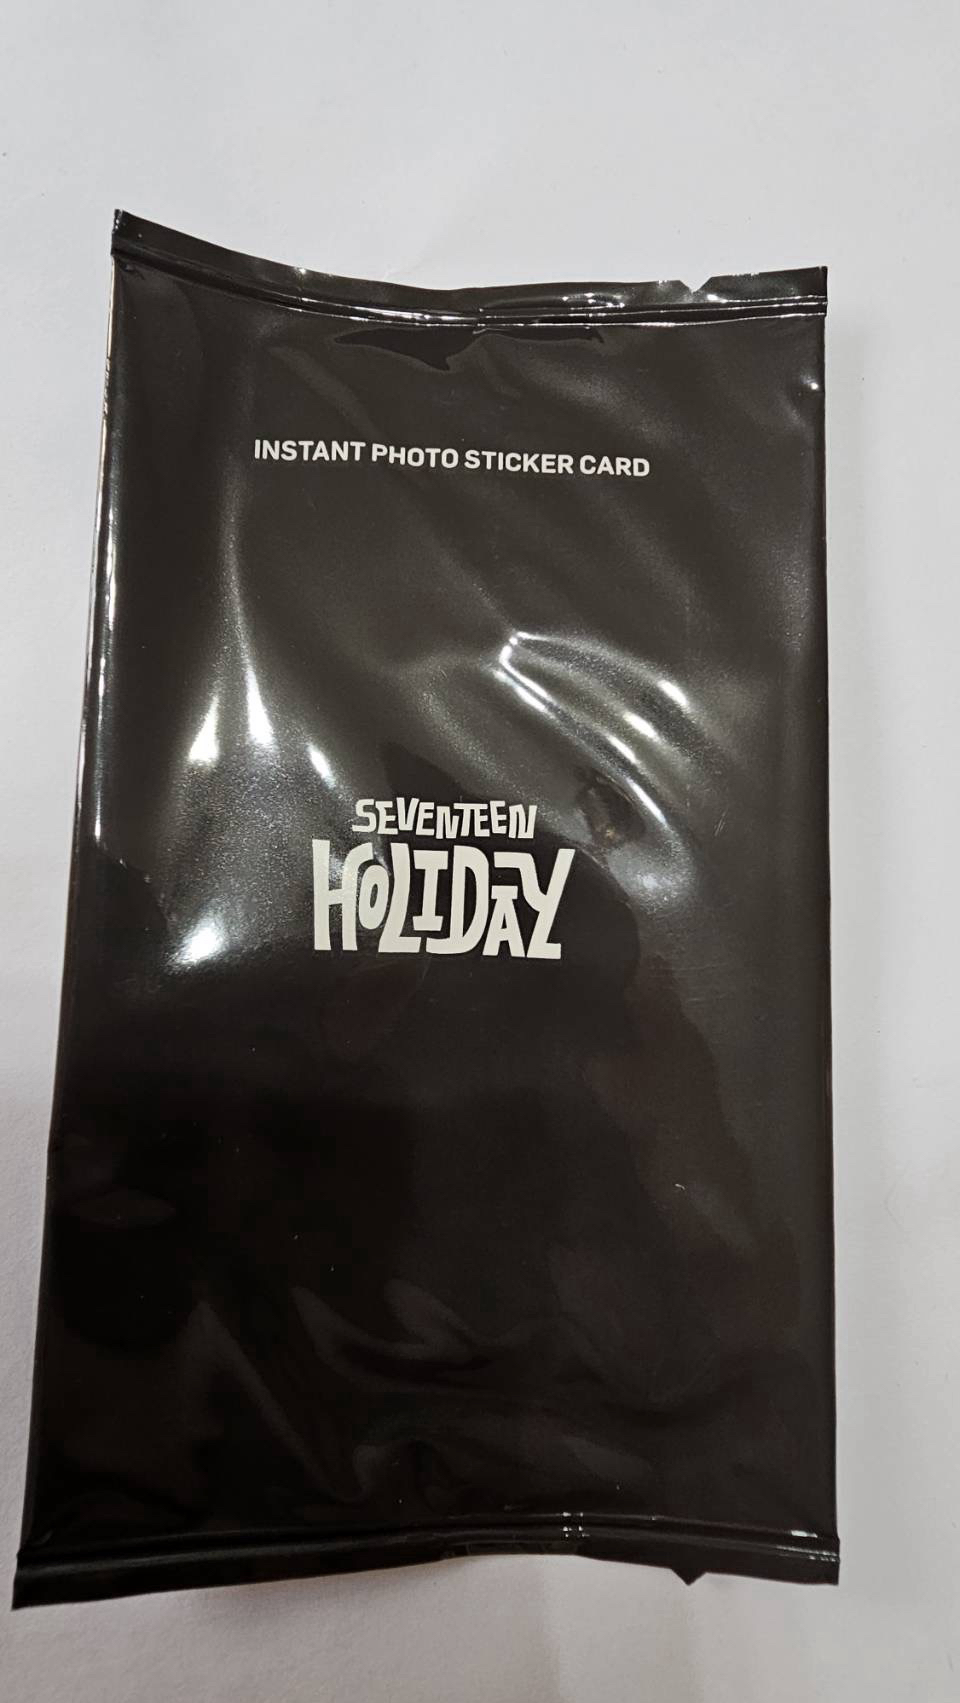 INSTANT PHOTO STICKER CARD
SEVENTEEN
HOLIDAY